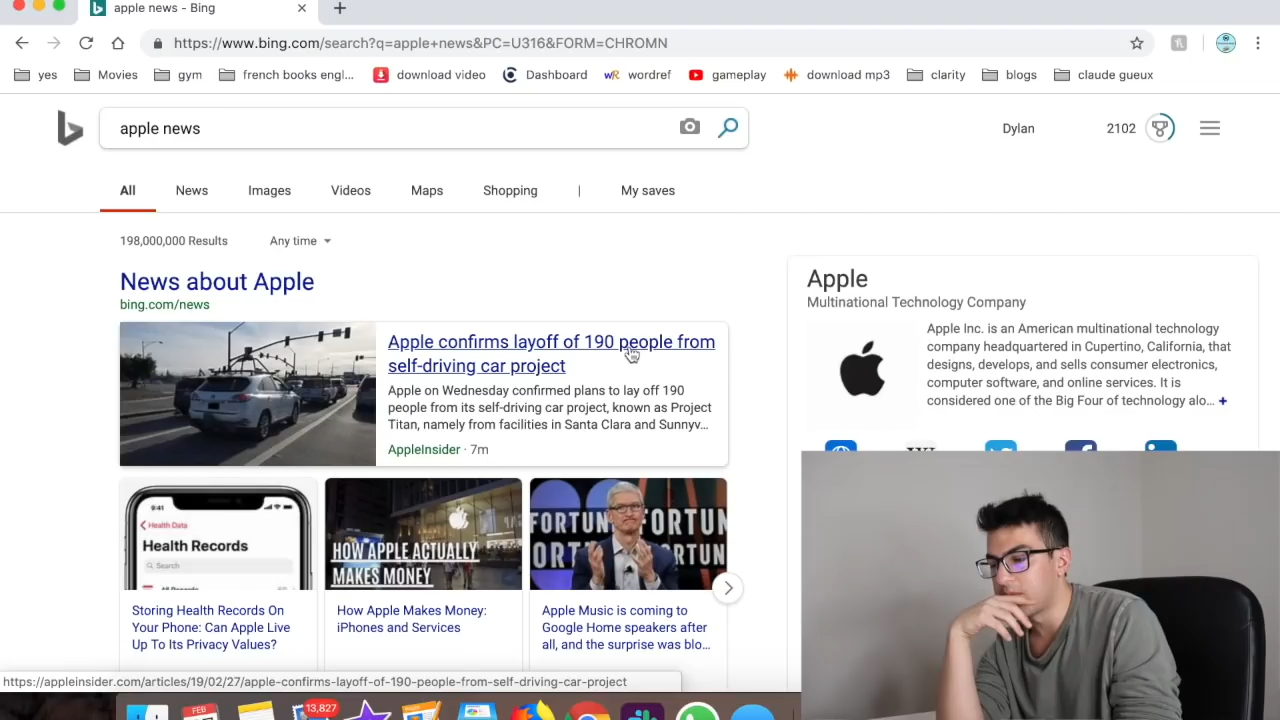 apple news - Bing
https://www.bing.com/search?q=apple+news&PC=U316&FORM=CHROMN
yes Movies gym french books engl... download video Dashboard wordref gameplay download mp3 clarity blogs claude gueux
apple news
Dylan 2102
All News Images Videos Maps Shopping | My saves
198,000,000 Results Any time
News about Apple
bing.com/news
Apple confirms layoff of 190 people from
self-driving car project
Apple on Wednesday confirmed plans to lay off 190
people from its self-driving car project, known as Project
Titan, namely from facilities in Santa Clara and Sunnyv...
AppleInsider · 7m
9:41
Health Data
Health Records
Search
HOW APPLE ACTUALLY
MAKES MONEY
FORTUN
Storing Health Records On
Your Phone: Can Apple Live
Up To Its Privacy Values?
How Apple Makes Money:
iPhones and Services
Apple Music is coming to
Google Home speakers after
all, and the surprise was blo...
Apple
Multinational Technology Company
Apple Inc. is an American multinational technology
company headquartered in Cupertino, California, that
designs, develops, and sells consumer electronics,
computer software, and online services. It is
considered one of the Big Four of technology alo... +
https://appleinsider.com/articles/19/02/27/apple-confirms-layoff-of-190-people-from-self-driving-car-project
FEB
13,827